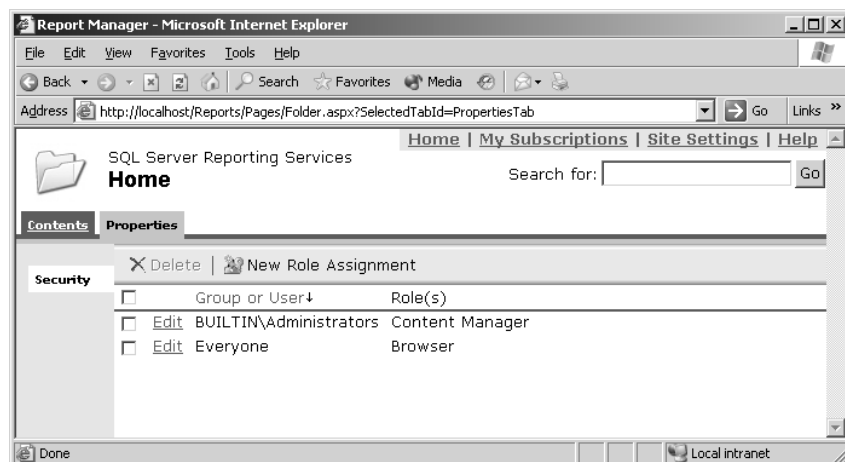 Report Manager - Microsoft Internet Explorer
File Edit View Favorites Tools Help
Back Search Favorites Media
Address http://localhost/Reports/Pages/Folder.aspx?SelectedTabId=PropertiesTab Go Links »
Home | My Subscriptions | Site Settings | Help
SQL Server Reporting Services
Home
Search for: Go
Contents Properties
Security
Delete | New Role Assignment
Group or User↓ Role(s)
Edit BUILTIN\Administrators Content Manager
Edit Everyone Browser
Done Local intranet